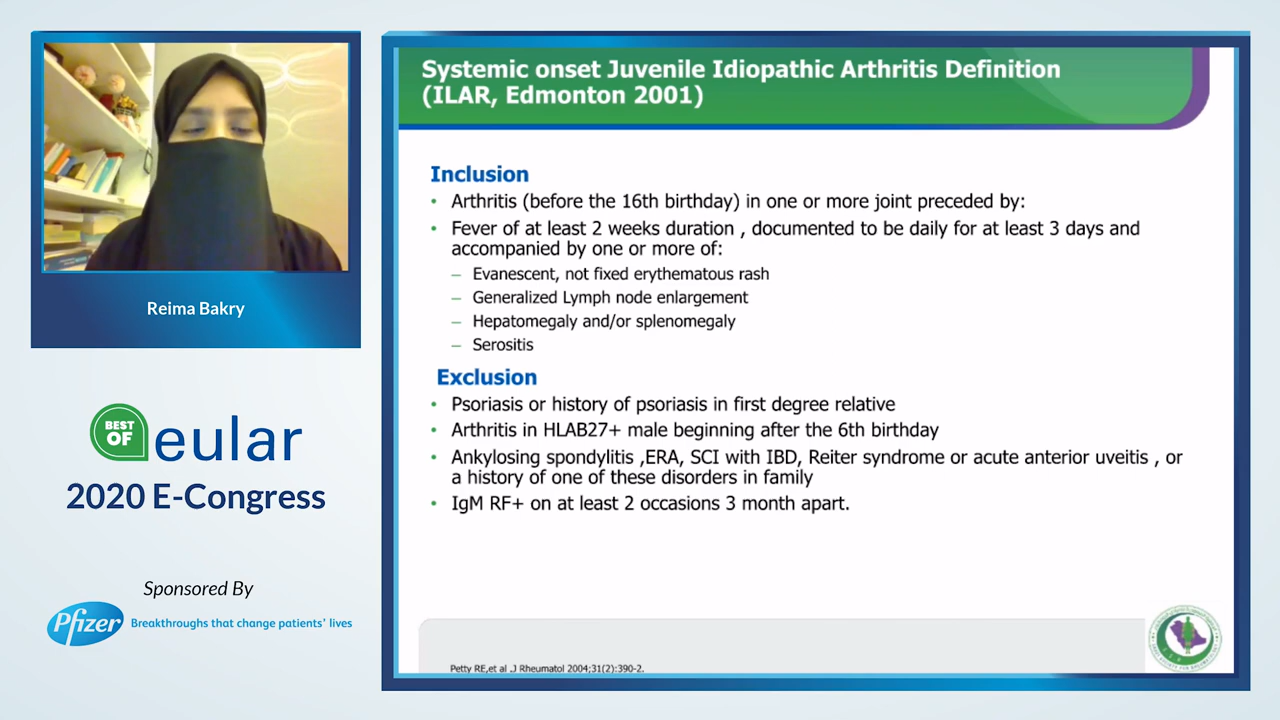 Systemic onset Juvenile Idiopathic Arthritis Definition
(ILAR, Edmonton 2001)
Inclusion
• Arthritis (before the 16th birthday) in one or more joint preceded by:
• Fever of at least 2 weeks duration , documented to be daily for at least 3 days and
accompanied by one or more of:
– Evanescent, not fixed erythematous rash
– Generalized Lymph node enlargement
– Hepatomegaly and/or splenomegaly
– Serositis
Exclusion
• Psoriasis or history of psoriasis in first degree relative
• Arthritis in HLAB27+ male beginning after the 6th birthday
• Ankylosing spondylitis ,ERA, SCI with IBD, Reiter syndrome or acute anterior uveitis , or
a history of one of these disorders in family
• IgM RF+ on at least 2 occasions 3 month apart.
Petty RE,et al .J Rheumatol 2004;31(2):390-2.
Reima Bakry
BEST
OF
eular
2020 E-Congress
Sponsored By
Pfizer
Breakthroughs that change patients' lives